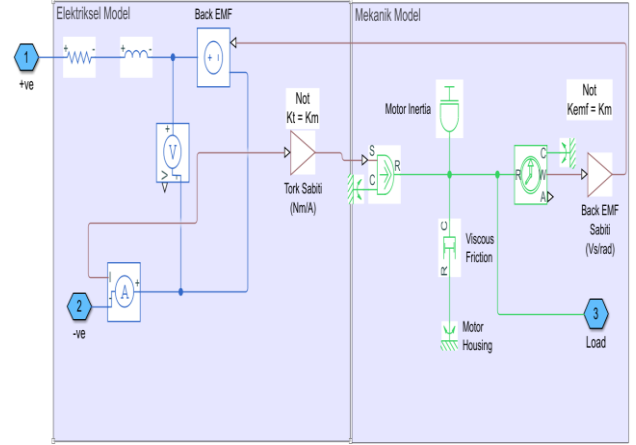 Elektriksel Model
Back EMF
Mekanik Model
1
+ve
+ -
+ -
+ -
Not
Kt = Km
Motor Inertia
Not
Kemf = Km
+
V
V
-
S
C
R
R
C
W
A
Tork Sabiti
(Nm/A)
Back EMF
Sabiti
(Vs/rad)
C
R
Viscous
Friction
I
A
+
-
2
-ve
Motor
Housing
3
Load